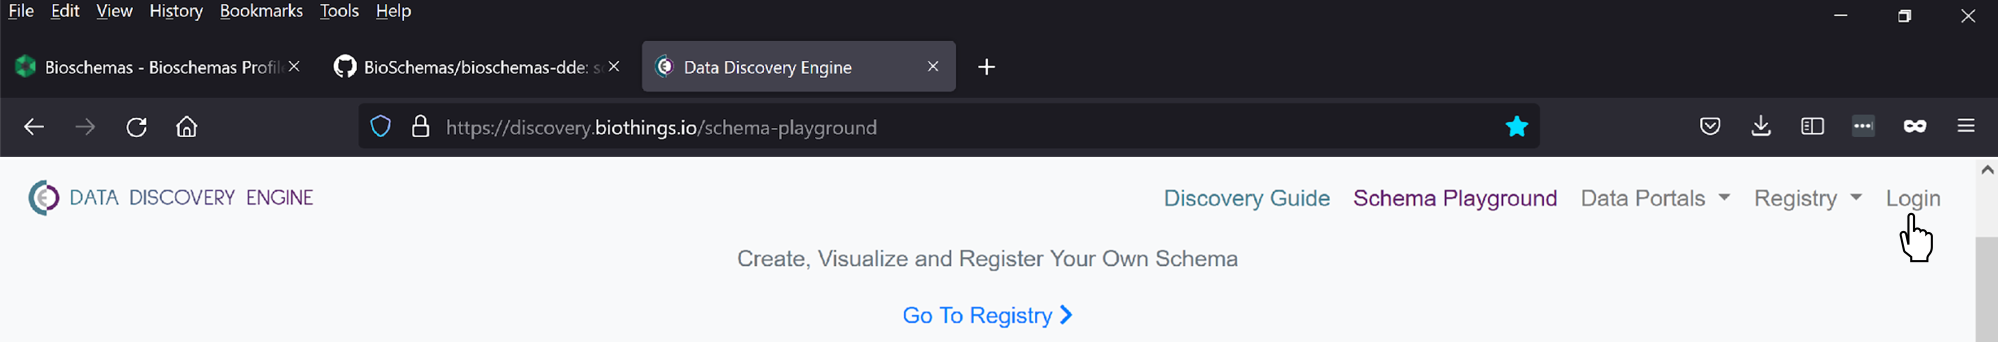 File Edit View History Bookmarks Tools Help
Bioschemas - Bioschemas Profil BioSchemas/bioschemas-dde: s Data Discovery Engine
https://discovery.biothings.io/schema-playground
DATA DISCOVERY ENGINE Discovery Guide Schema Playground Data Portals Registry Login
Create, Visualize and Register Your Own Schema
Go To Registry